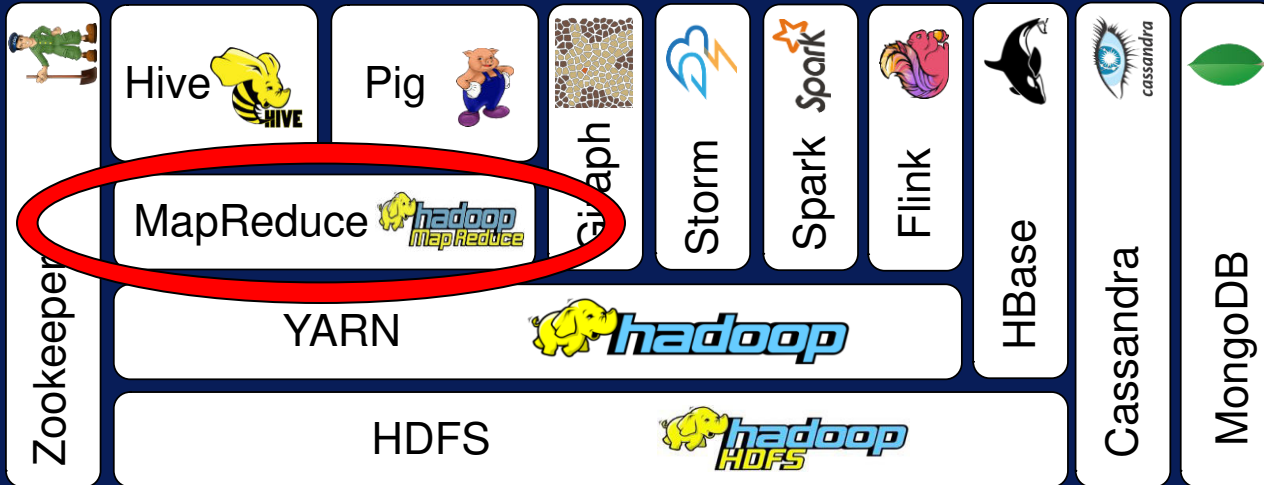 Zookeeper
Hive
HIVE
Pig
Giraph
Storm
Spark
Spark
Flink
HBase
Cassandra
cassandra
MongoDB
MapReduce
hadoop
Map Reduce
YARN
hadoop
HDFS
hadoop
HDFS